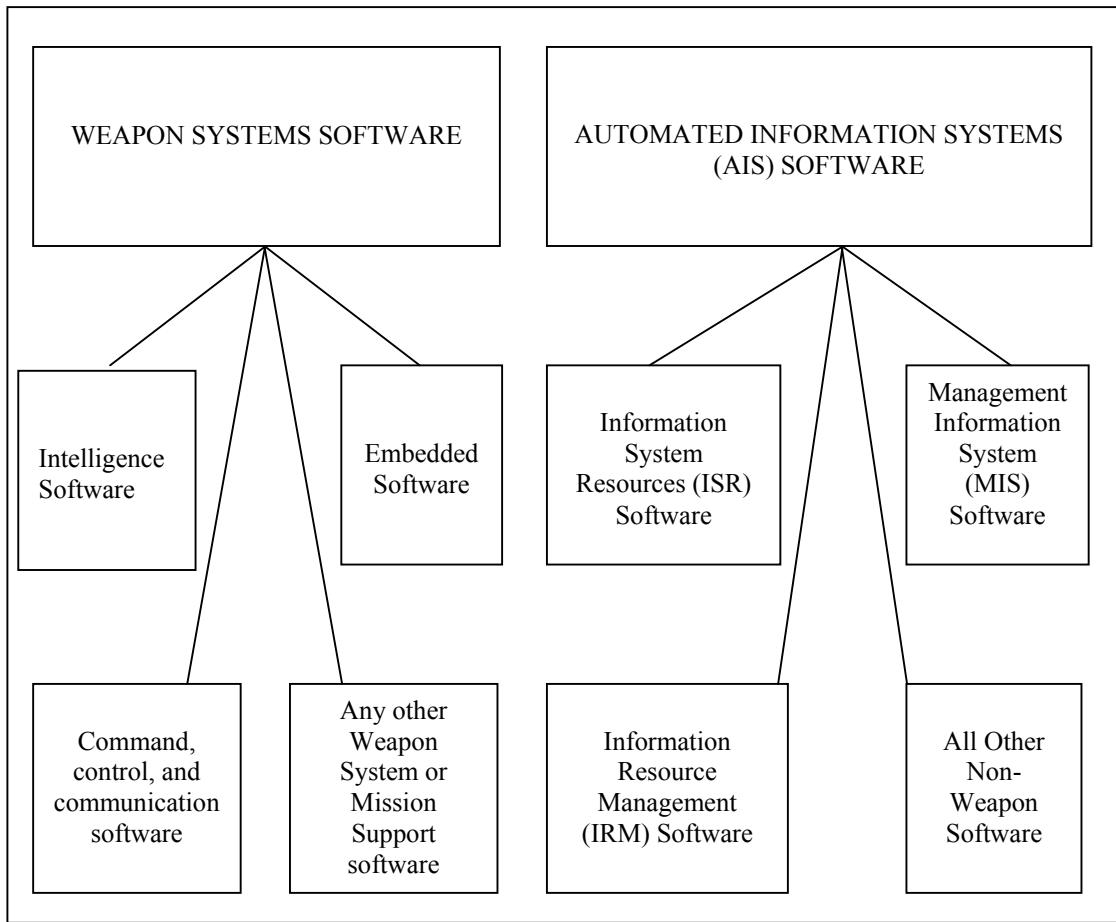 WEAPON SYSTEMS SOFTWARE
AUTOMATED INFORMATION SYSTEMS
(AIS) SOFTWARE
Intelligence
Software
Embedded
Software
Information
System
Resources (ISR)
Software
Management
Information
System
(MIS)
Software
Command,
control, and
communication
software
Any other
Weapon
System or
Mission
Support
software
Information
Resource
Management
(IRM) Software
All Other
Non-
Weapon
Software